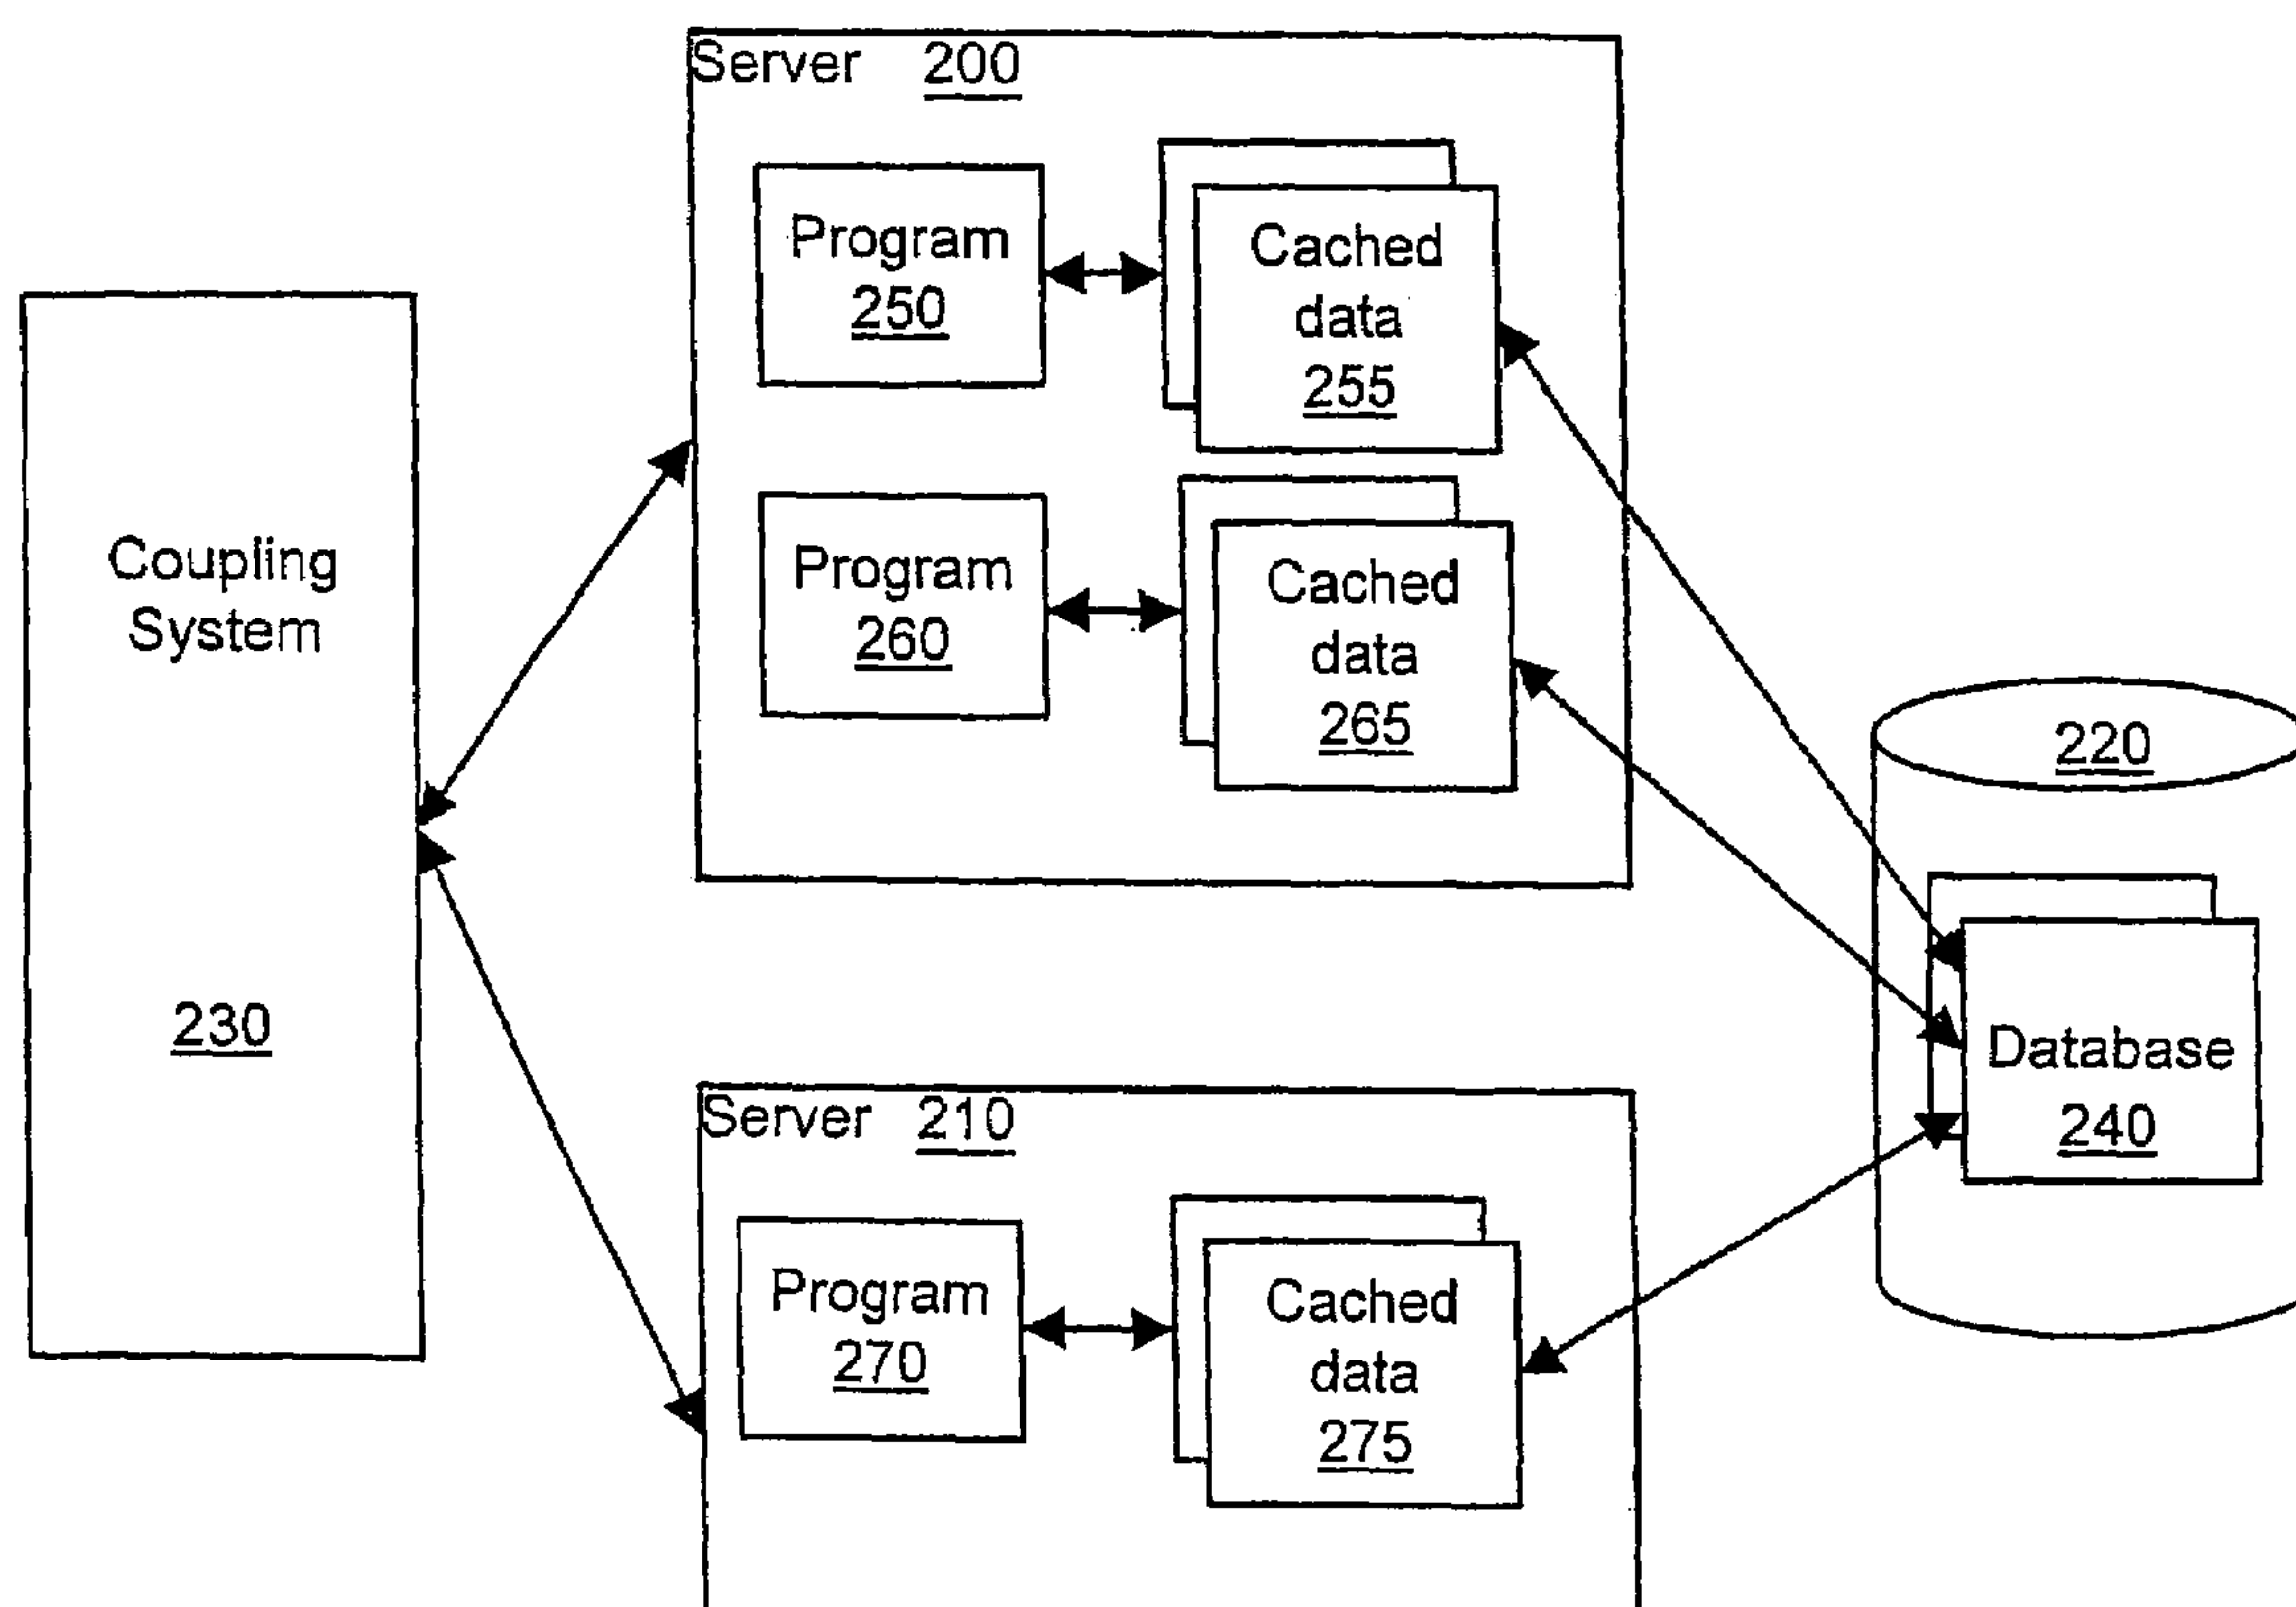 Server 200
Program
250
Cached
data
255
Coupling
System
230
Program
260
Cached
data
265
220
Database
240
Server 210
Program
270
Cached
data
275